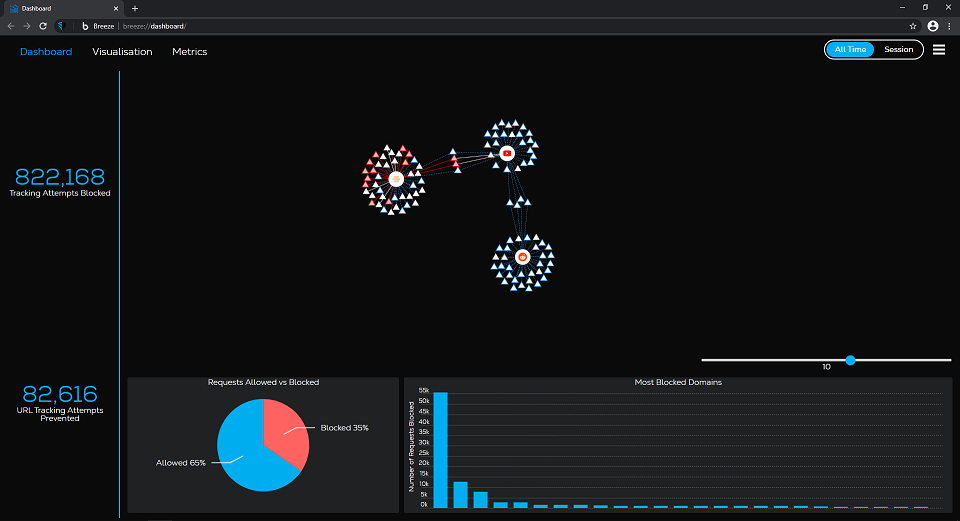 Dashboard
Breeze | breeze://dashboard/
Dashboard Visualisation Metrics
All Time Session
822,168
Tracking Attempts Blocked
82,616
URL Tracking Attempts
Prevented
10
Requests Allowed vs Blocked
Blocked 35%
Allowed 65%
Most Blocked Domains
Number of Requests Blocked
55k
50k
45k
40k
35k
30k
25k
20k
15k
10k
5k
0k